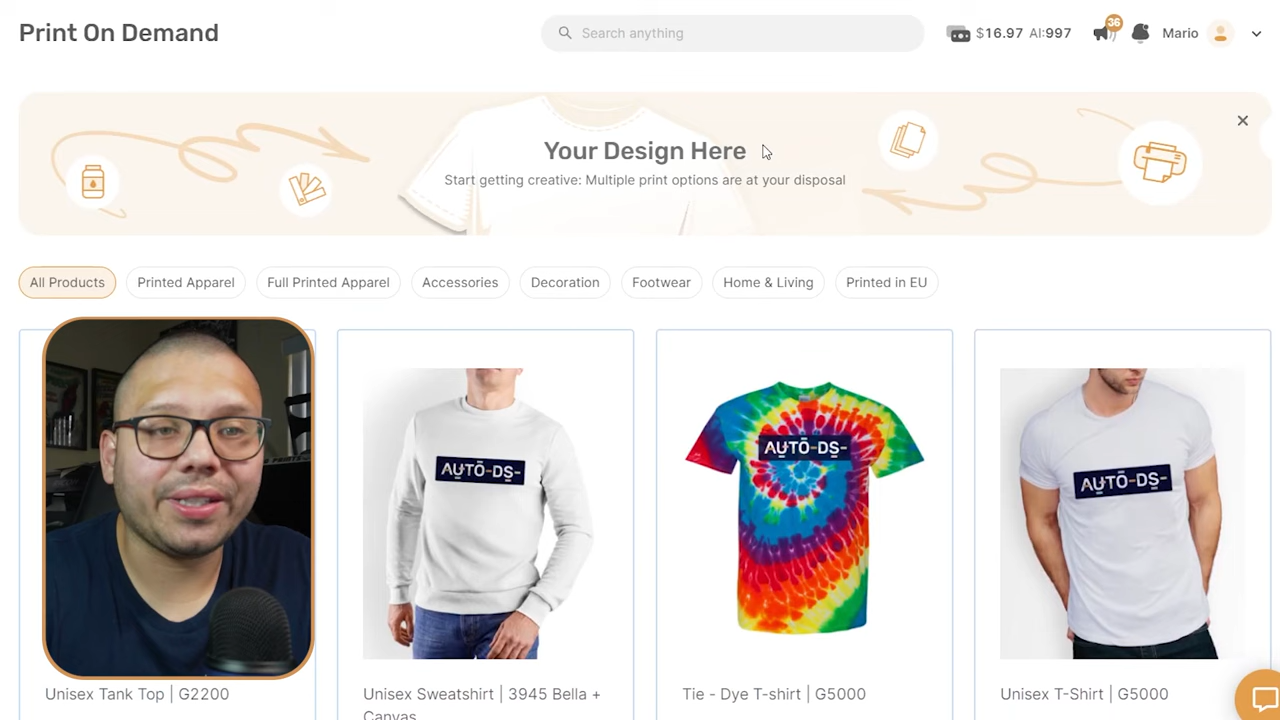 Print On Demand
Search anything
$16.97 AI:997
36
Mario
Your Design Here
Start getting creative: Multiple print options are at your disposal
All Products
Printed Apparel
Full Printed Apparel
Accessories
Decoration
Footwear
Home & Living
Printed in EU
AUTO-DS-
AUTO-DS-
AUTO-DS-
Unisex Tank Top | G2200
Unisex Sweatshirt | 3945 Bella +
Canvas
Tie - Dye T-shirt | G5000
Unisex T-Shirt | G5000